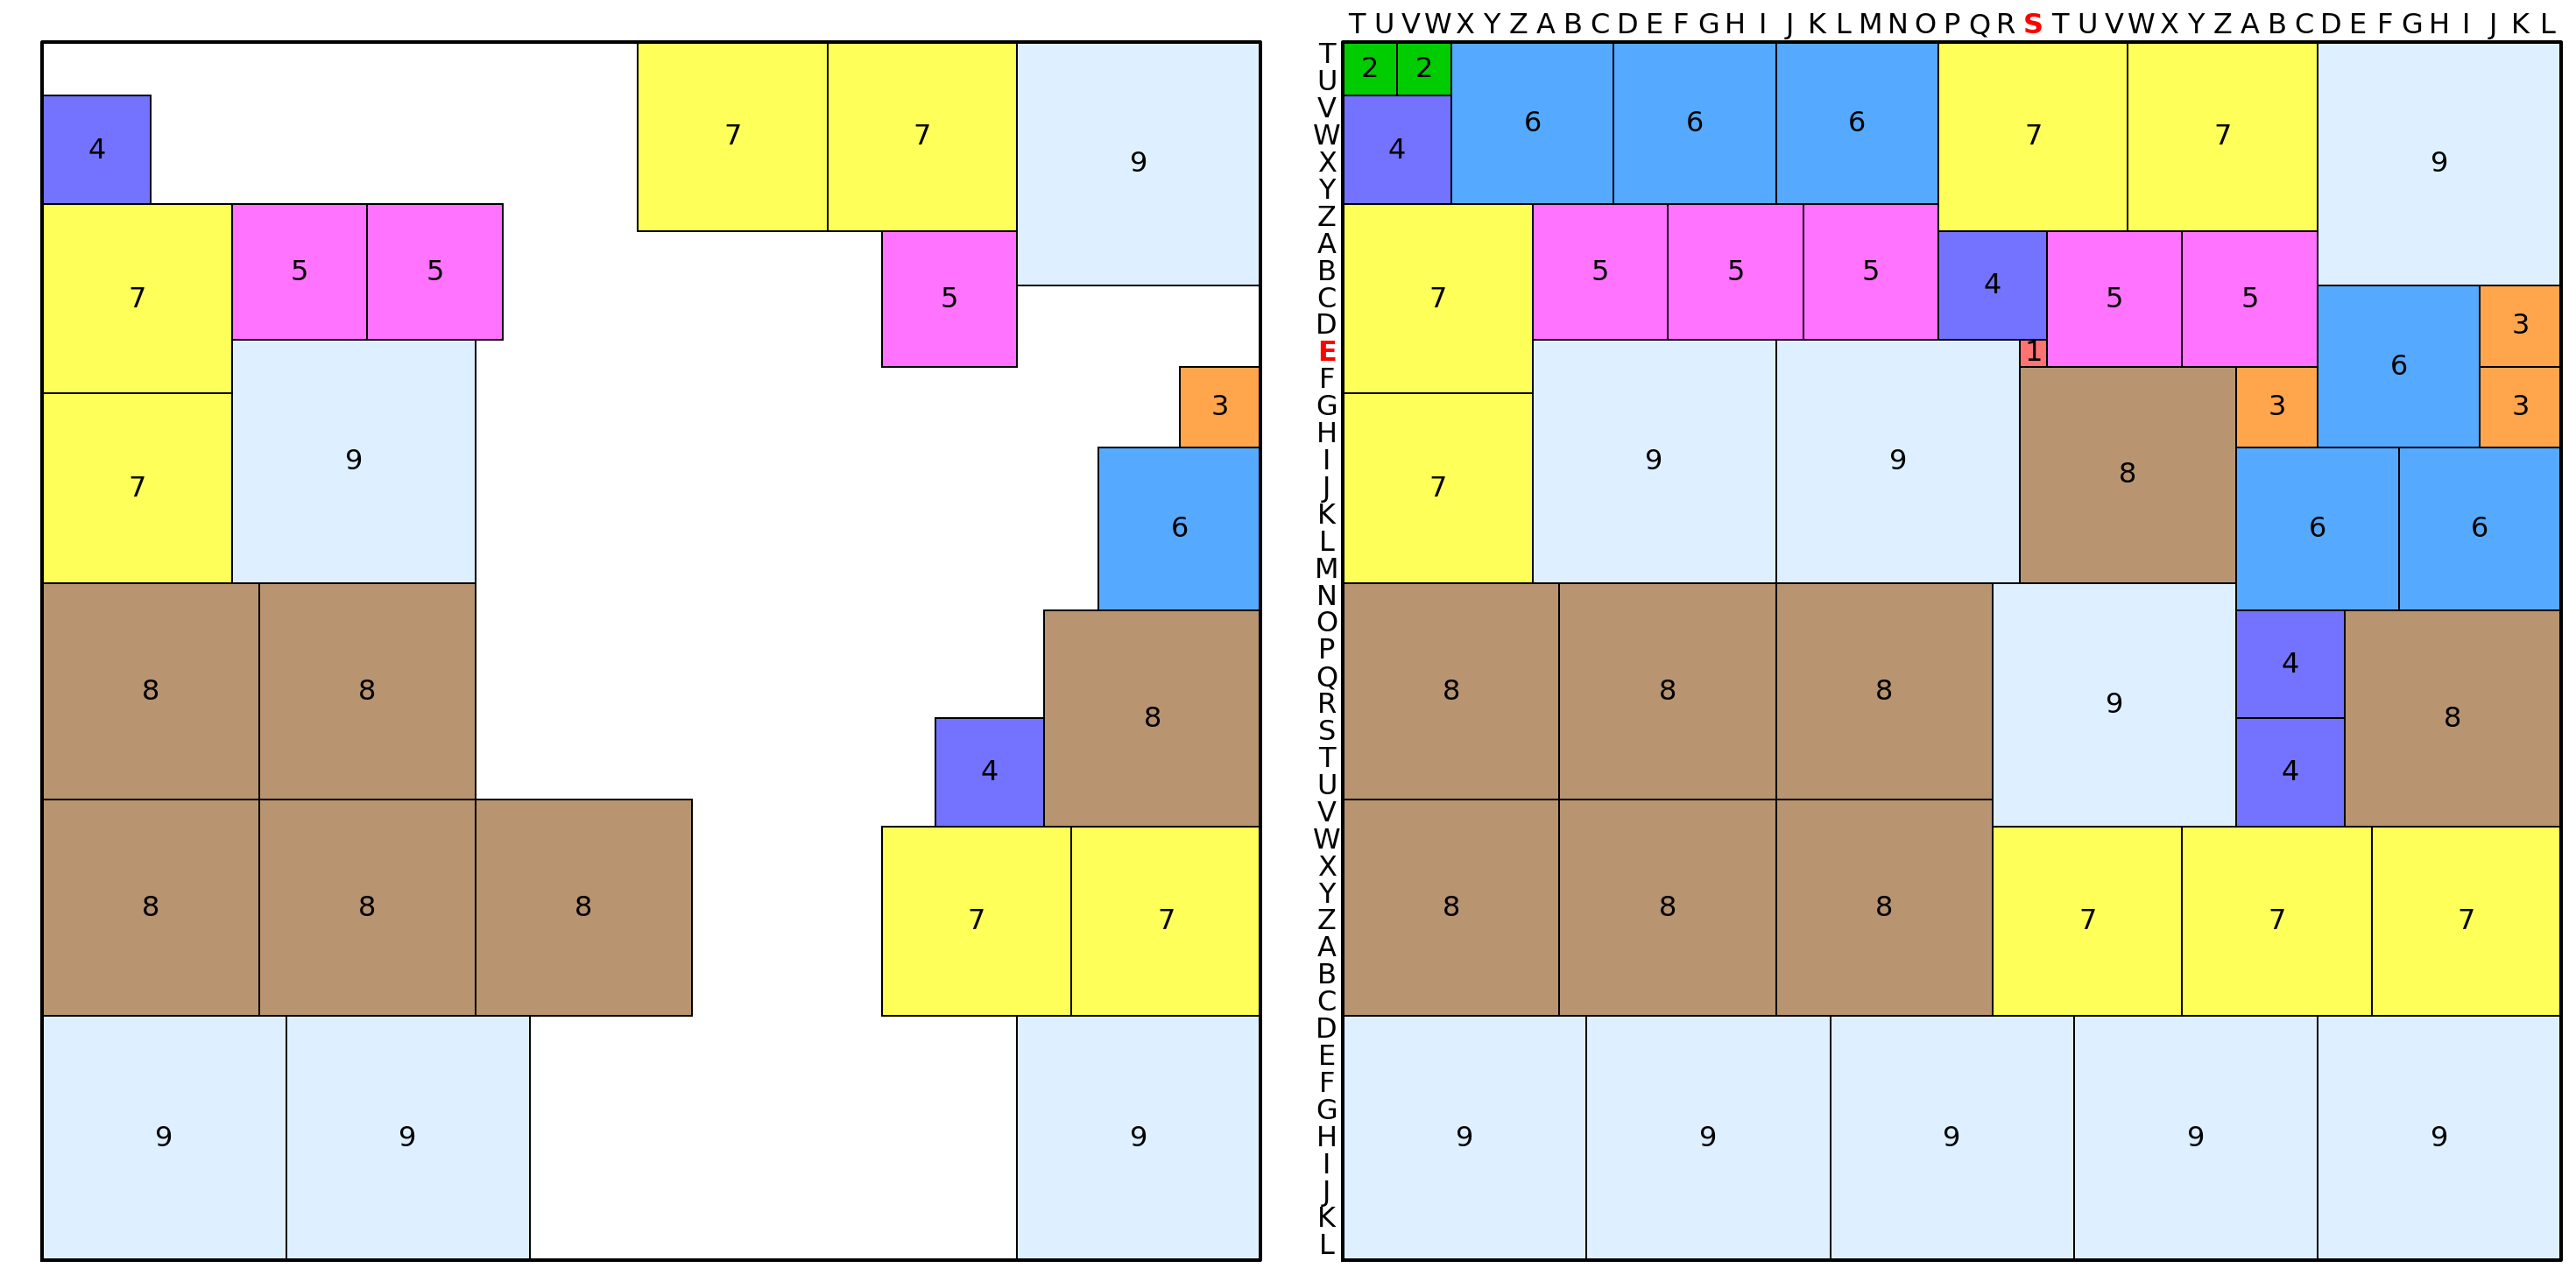 T U V W X Y Z A B C D E F G H I J K L M N O P Q R S T U V W X Y Z A B C D E F G H I J K L
T
U
V
W
X
Y
Z
A
B
C
D
E
F
G
H
I
J
K
L
M
N
O
P
Q
R
S
T
U
V
W
X
Y
Z
A
B
C
D
E
F
G
H
I
J
K
L
7 7 9
4
7 5 5 5
3
7 9
6
8 8 8
4
8 8 8 7 7
9 9 9
2 2
6 6 6 7 7 9
4
7 5 5 5 4 5 5 3
1
6
3 3
7 9 9 8
6 6
4
8 8 8 9 8
4
8 8 8 7 7 7
9 9 9 9 9